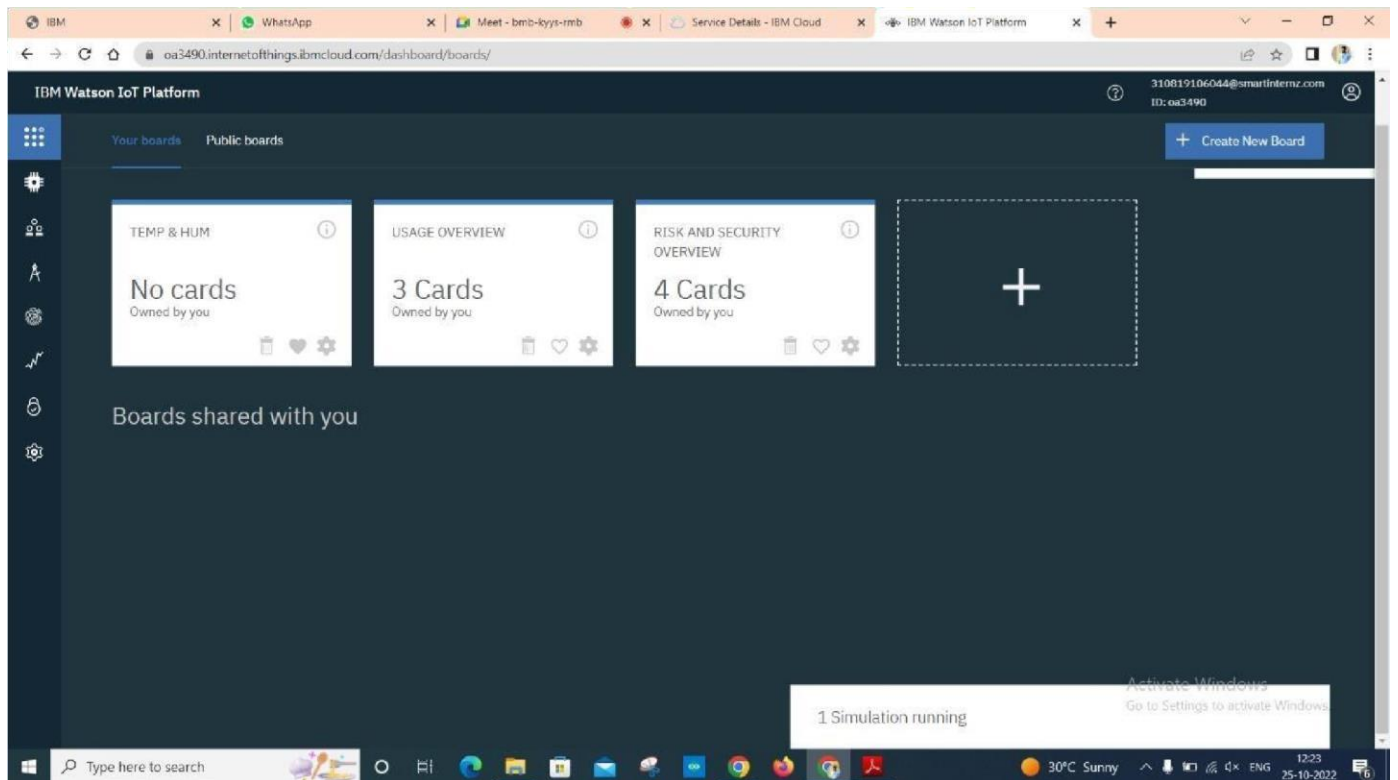 IBM
WhatsApp
Meet - bmb-kyys-rmb
Service Details - IBM Cloud
IBM Watson IoT Platform
oa3490.internetofthings.ibmcloud.com/dashboard/boards/
IBM Watson IoT Platform
310819106044@smartinternz.com
ID: oa3490
Your boards
Public boards
+ Create New Board
TEMP & HUM
No cards
Owned by you
USAGE OVERVIEW
3 Cards
Owned by you
RISK AND SECURITY
OVERVIEW
4 Cards
Owned by you
Boards shared with you
Activate Windows
Go to Settings to activate Windows.
1 Simulation running
Type here to search
30°C Sunny
ENG
12:23
25-10-2022
6